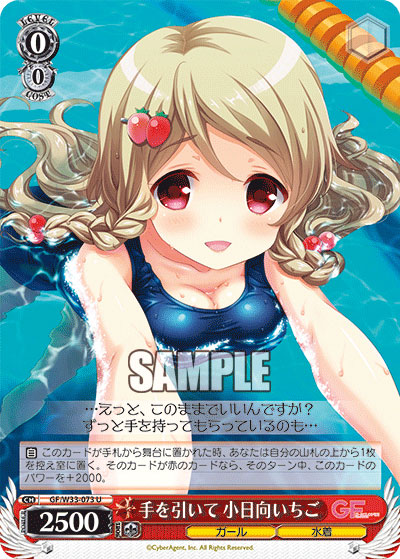 LEVEL
0
0
COST
SAMPLE
…えっと、このままでいいんですか?
ずっと手を持ってもらっているのも…
このカードが手札から舞台に置かれた時、あなたは自分の山札の上から1枚
を控え室に置く。そのカードが赤のカードなら、そのターン中、このカードの
パワーを+2000。
CH
GF/W33-073 U
2500
手を引いて 小日向いちご
GF
ガール
水着
©CyberAgent, Inc. All Rights Reserved.